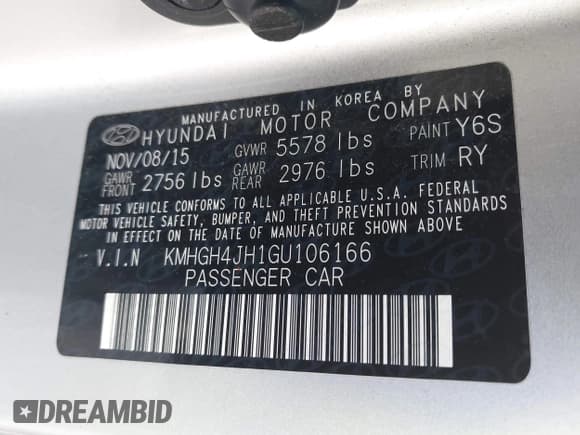 MANUFACTURED IN KOREA BY
HYUNDAI MOTOR COMPANY
NOV/08/15 GVWR 5578 lbs PAINT Y6S
GAWR FRONT 2756 lbs GAWR REAR 2976 lbs TRIM RY
THIS VEHICLE CONFORMS TO ALL APPLICABLE U.S.A. FEDERAL
MOTOR VEHICLE SAFETY, BUMPER, AND THEFT PREVENTION STANDARDS
IN EFFECT ON THE DATE OF MANUFACTURE SHOWN ABOVE
V.I.N KMHGH4JH1GU106166
PASSENGER CAR
DREAMBID